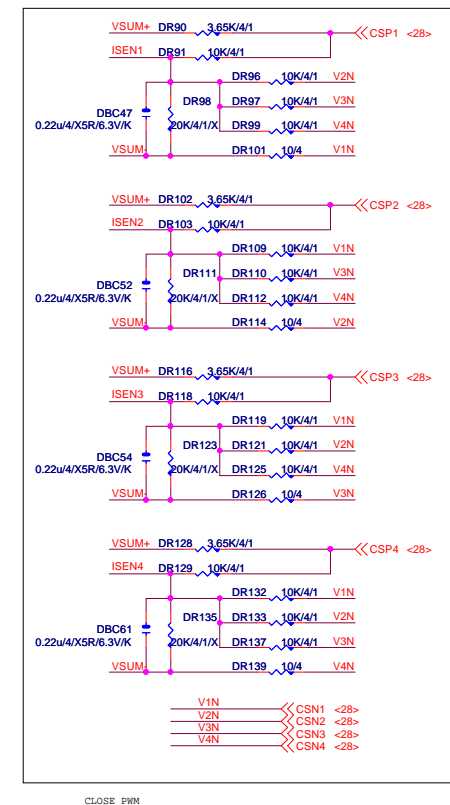 VSUM+ DR90 3.65K/4/1 CSP1 <28>
ISEN1 DR91 10K/4/1
DR96 10K/4/1 V2N
DBC47 DR98 DR97 10K/4/1 V3N
0.22u/4/X5R/6.3V/K 20K/4/1/X DR99 10K/4/1 V4N
VSUM- DR101 10/4 V1N
VSUM+ DR102 3.65K/4/1 CSP2 <28>
ISEN2 DR103 10K/4/1
DR109 10K/4/1 V1N
DBC52 DR111 DR110 10K/4/1 V3N
0.22u/4/X5R/6.3V/K 20K/4/1/X DR112 10K/4/1 V4N
VSUM- DR114 10/4 V2N
VSUM+ DR116 3.65K/4/1 CSP3 <28>
ISEN3 DR118 10K/4/1
DR119 10K/4/1 V1N
DBC54 DR123 DR121 10K/4/1 V2N
0.22u/4/X5R/6.3V/K 20K/4/1/X DR125 10K/4/1 V4N
VSUM- DR126 10/4 V3N
VSUM+ DR128 3.65K/4/1 CSP4 <28>
ISEN4 DR129 10K/4/1
DR132 10K/4/1 V1N
DBC61 DR135 DR133 10K/4/1 V2N
0.22u/4/X5R/6.3V/K 20K/4/1/X DR137 10K/4/1 V3N
VSUM- DR139 10/4 V4N
V1N CSN1 <28>
V2N CSN2 <28>
V3N CSN3 <28>
V4N CSN4 <28>
CLOSE PWM